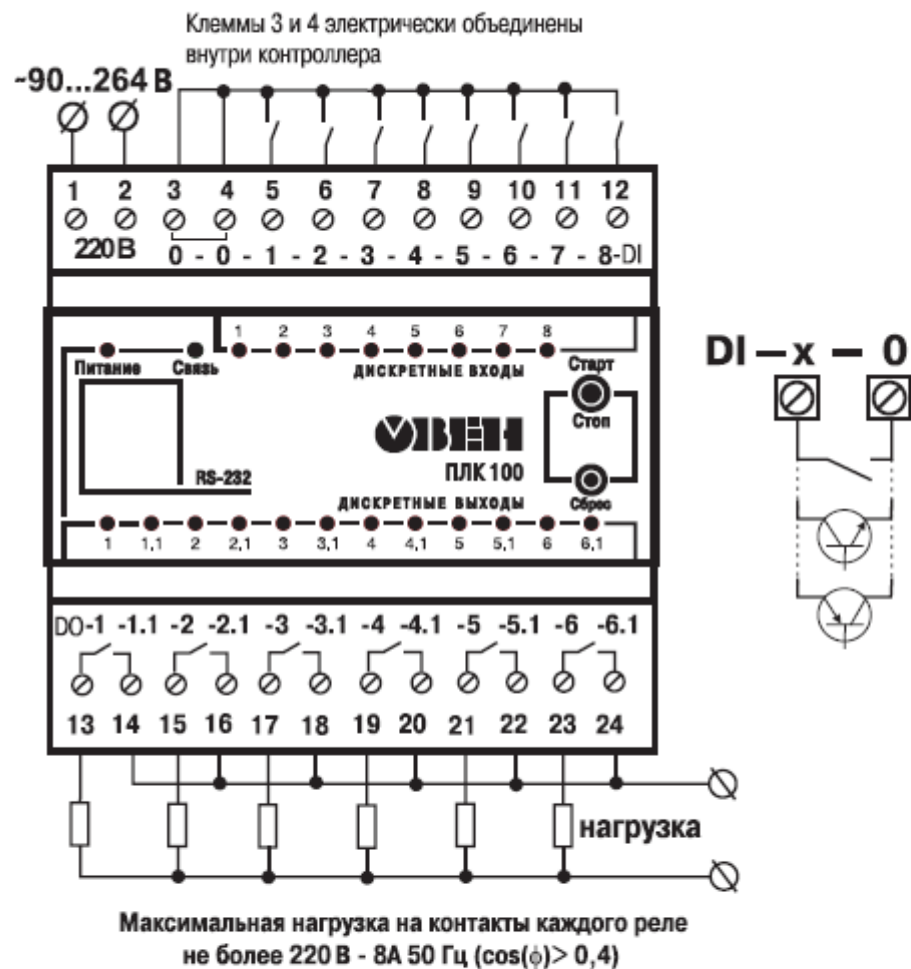 Клеммы 3 и 4 электрически объединены
внутри контроллера
~90...264 В
1 2 3 4 5 6 7 8 9 10 11 12
220 В 0 - 0 - 1 - 2 - 3 - 4 - 5 - 6 - 7 - 8-DI
1 2 3 4 5 6 7 8
Питание Связь ДИСКРЕТНЫЕ ВХОДЫ Старт
Стоп
ОВЕН
RS-232 ПЛК 100
ДИСКРЕТНЫЕ ВЫХОДЫ Сброс
1 1,1 2 2,1 3 3,1 4 4,1 5 5,1 6 6,1
DO-1 -1.1 -2 -2.1 -3 -3.1 -4 -4.1 -5 -5.1 -6 -6.1
13 14 15 16 17 18 19 20 21 22 23 24
нагрузка
Максимальная нагрузка на контакты каждого реле
не более 220 В - 8А 50 Гц (cos(φ)> 0,4)
DI – x – 0